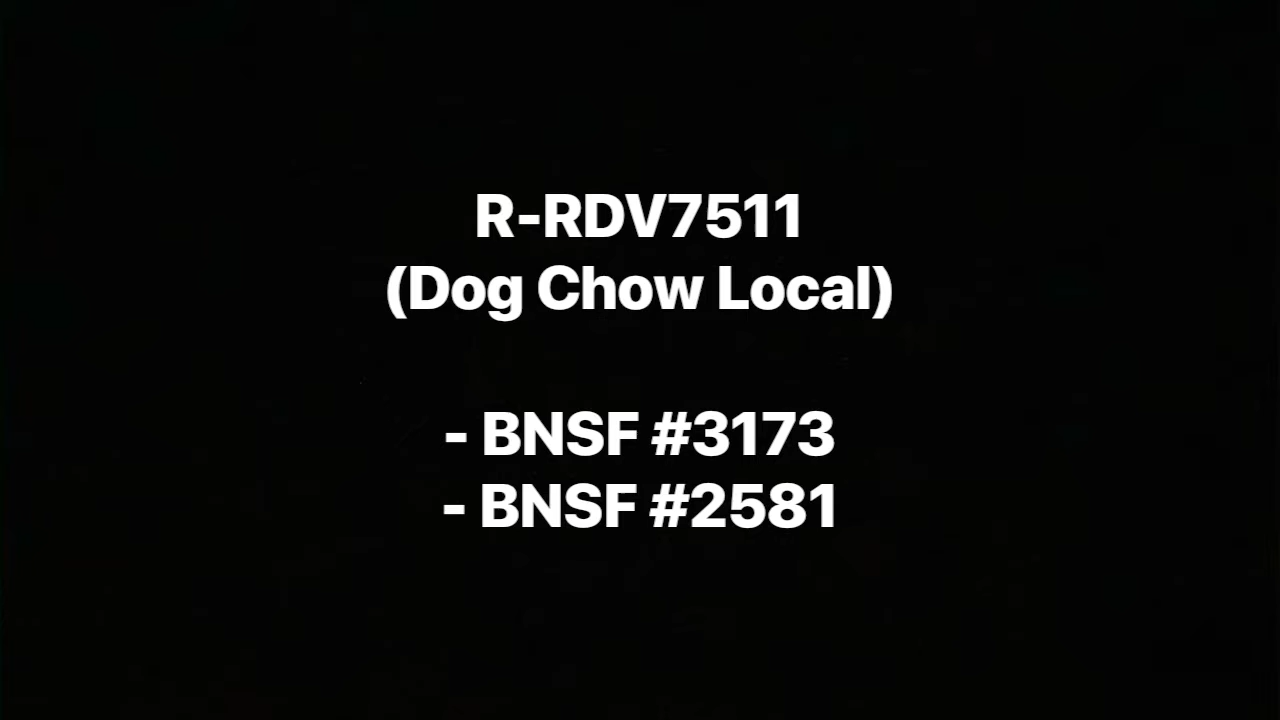 R-RDV7511
(Dog Chow Local)
- BNSF #3173
- BNSF #2581